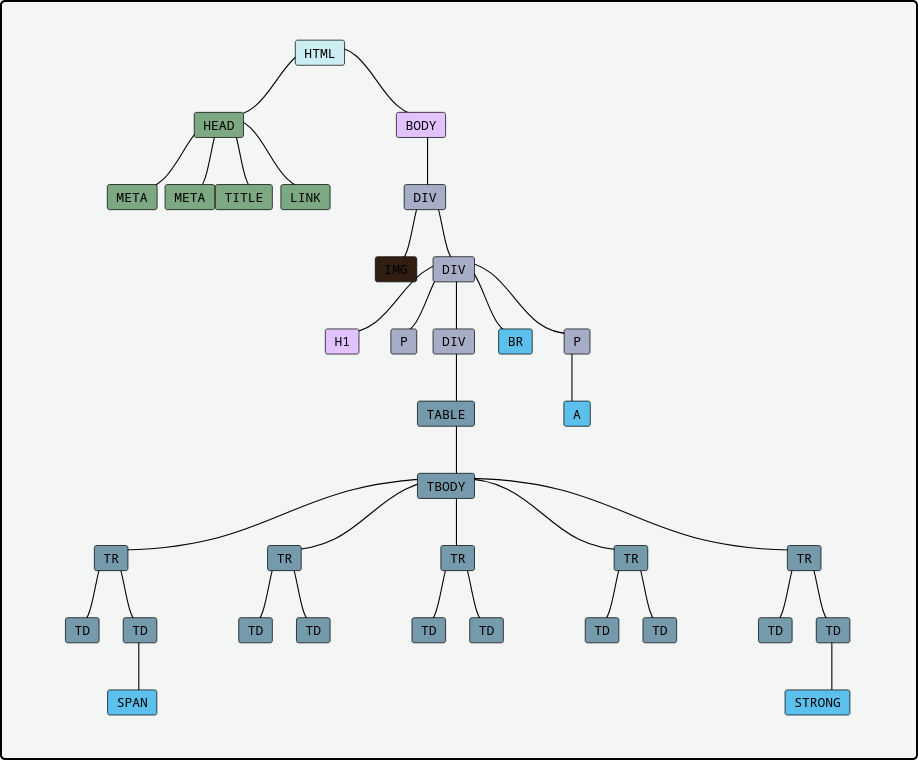 HTML
HEAD BODY
META META TITLE LINK DIV
IMG DIV
H1 P DIV BR P
TABLE A
TBODY
TR TR TR TR TR
TD TD TD TD TD TD TD TD TD TD
SPAN STRONG